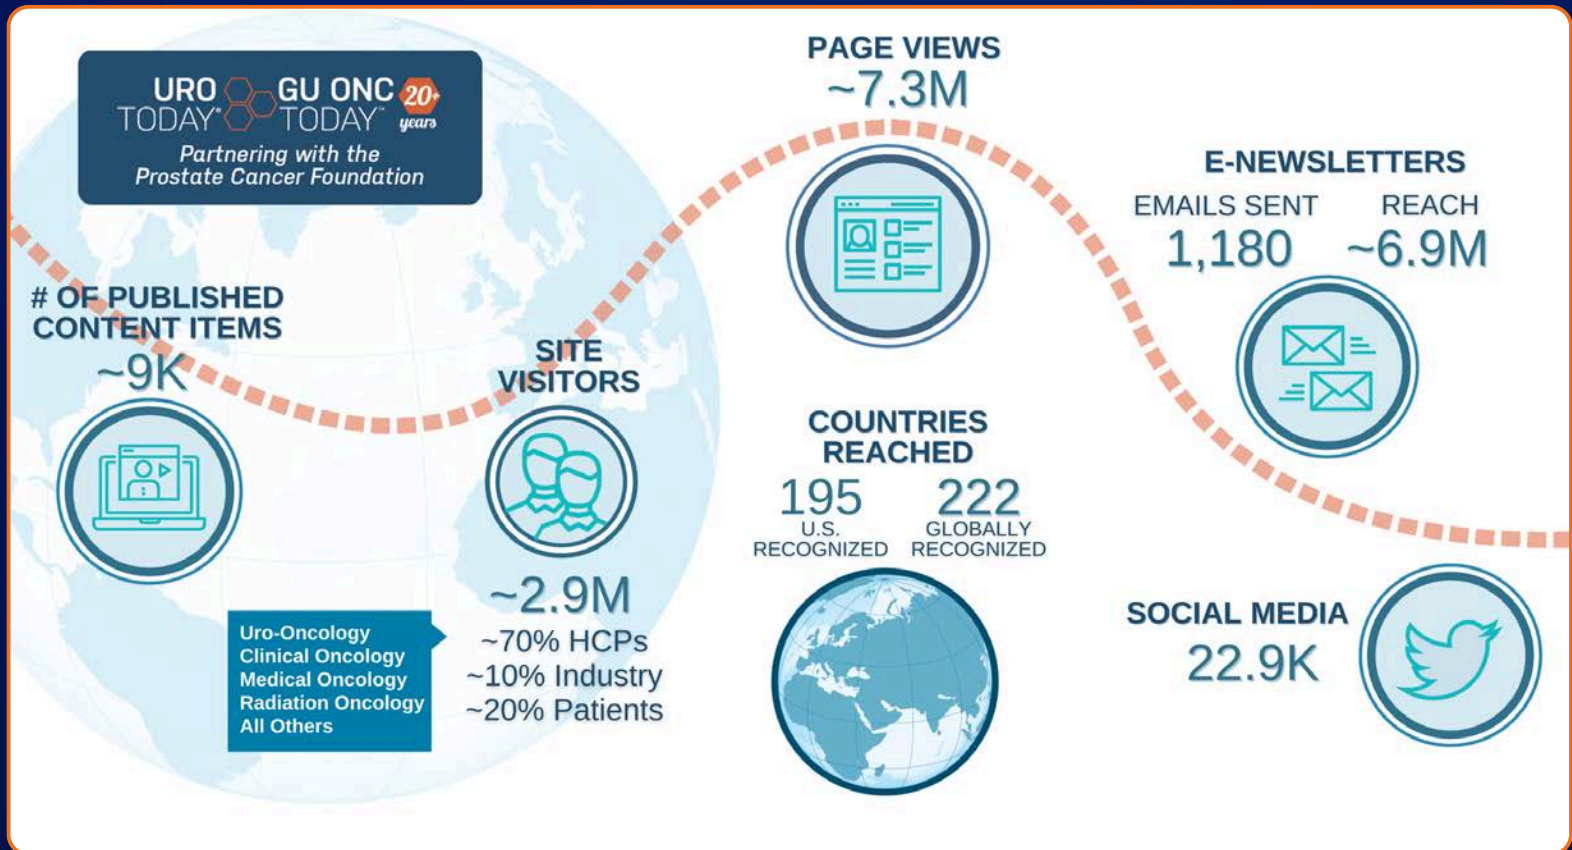 URO TODAY® GU ONC TODAY™ 20+ years
Partnering with the
Prostate Cancer Foundation
# OF PUBLISHED
CONTENT ITEMS
~9K
SITE
VISITORS
~2.9M
~70% HCPs
~10% Industry
~20% Patients
Uro-Oncology
Clinical Oncology
Medical Oncology
Radiation Oncology
All Others
PAGE VIEWS
~7.3M
COUNTRIES
REACHED
195 222
U.S. GLOBALLY
RECOGNIZED RECOGNIZED
E-NEWSLETTERS
EMAILS SENT REACH
1,180 ~6.9M
SOCIAL MEDIA
22.9K